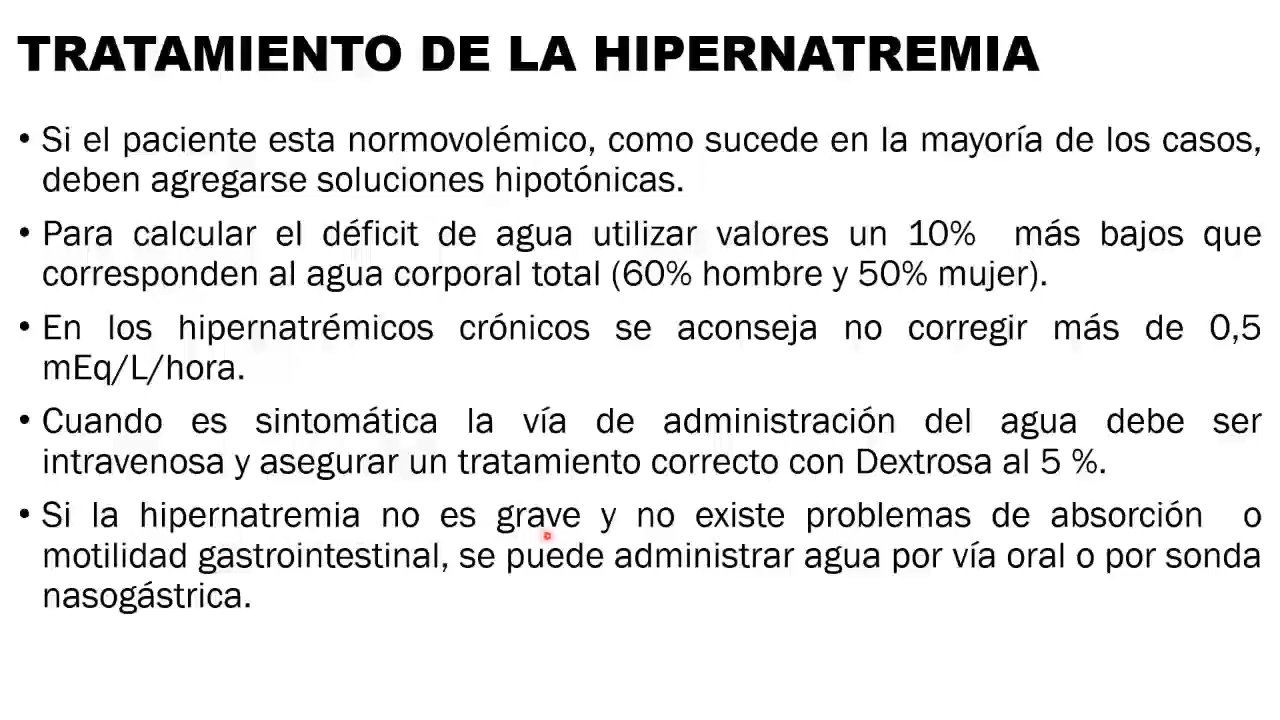 TRATAMIENTO DE LA HIPERNATREMIA
• Si el paciente esta normovolémico, como sucede en la mayoría de los casos,
deben agregarse soluciones hipotónicas.
• Para calcular el déficit de agua utilizar valores un 10% más bajos que
corresponden al agua corporal total (60% hombre y 50% mujer).
• En los hipernatrémicos crónicos se aconseja no corregir más de 0,5
mEq/L/hora.
• Cuando es sintomática la vía de administración del agua debe ser
intravenosa y asegurar un tratamiento correcto con Dextrosa al 5 %.
• Si la hipernatremia no es grave y no existe problemas de absorción o
motilidad gastrointestinal, se puede administrar agua por vía oral o por sonda
nasogástrica.